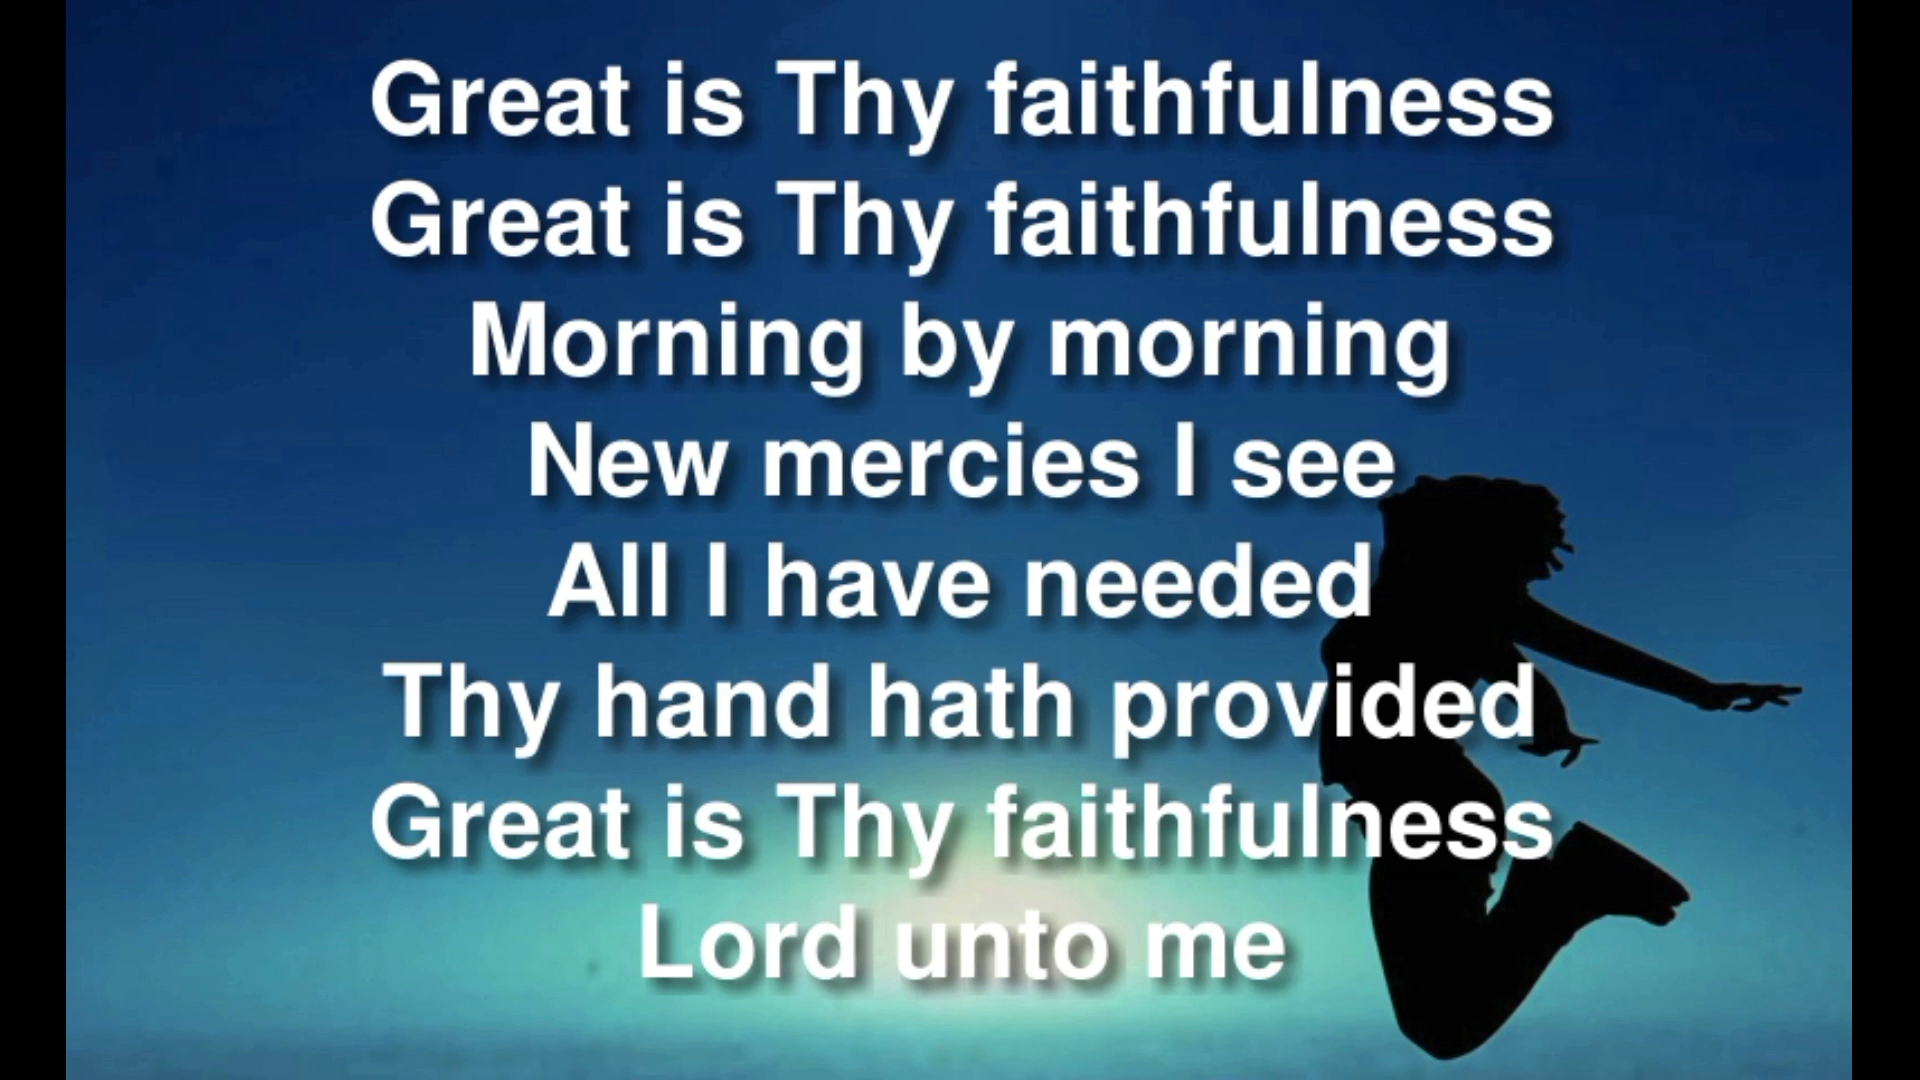 Great is Thy faithfulness
Great is Thy faithfulness
Morning by morning
New mercies I see
All I have needed
Thy hand hath provided
Great is Thy faithfulness
Lord unto me